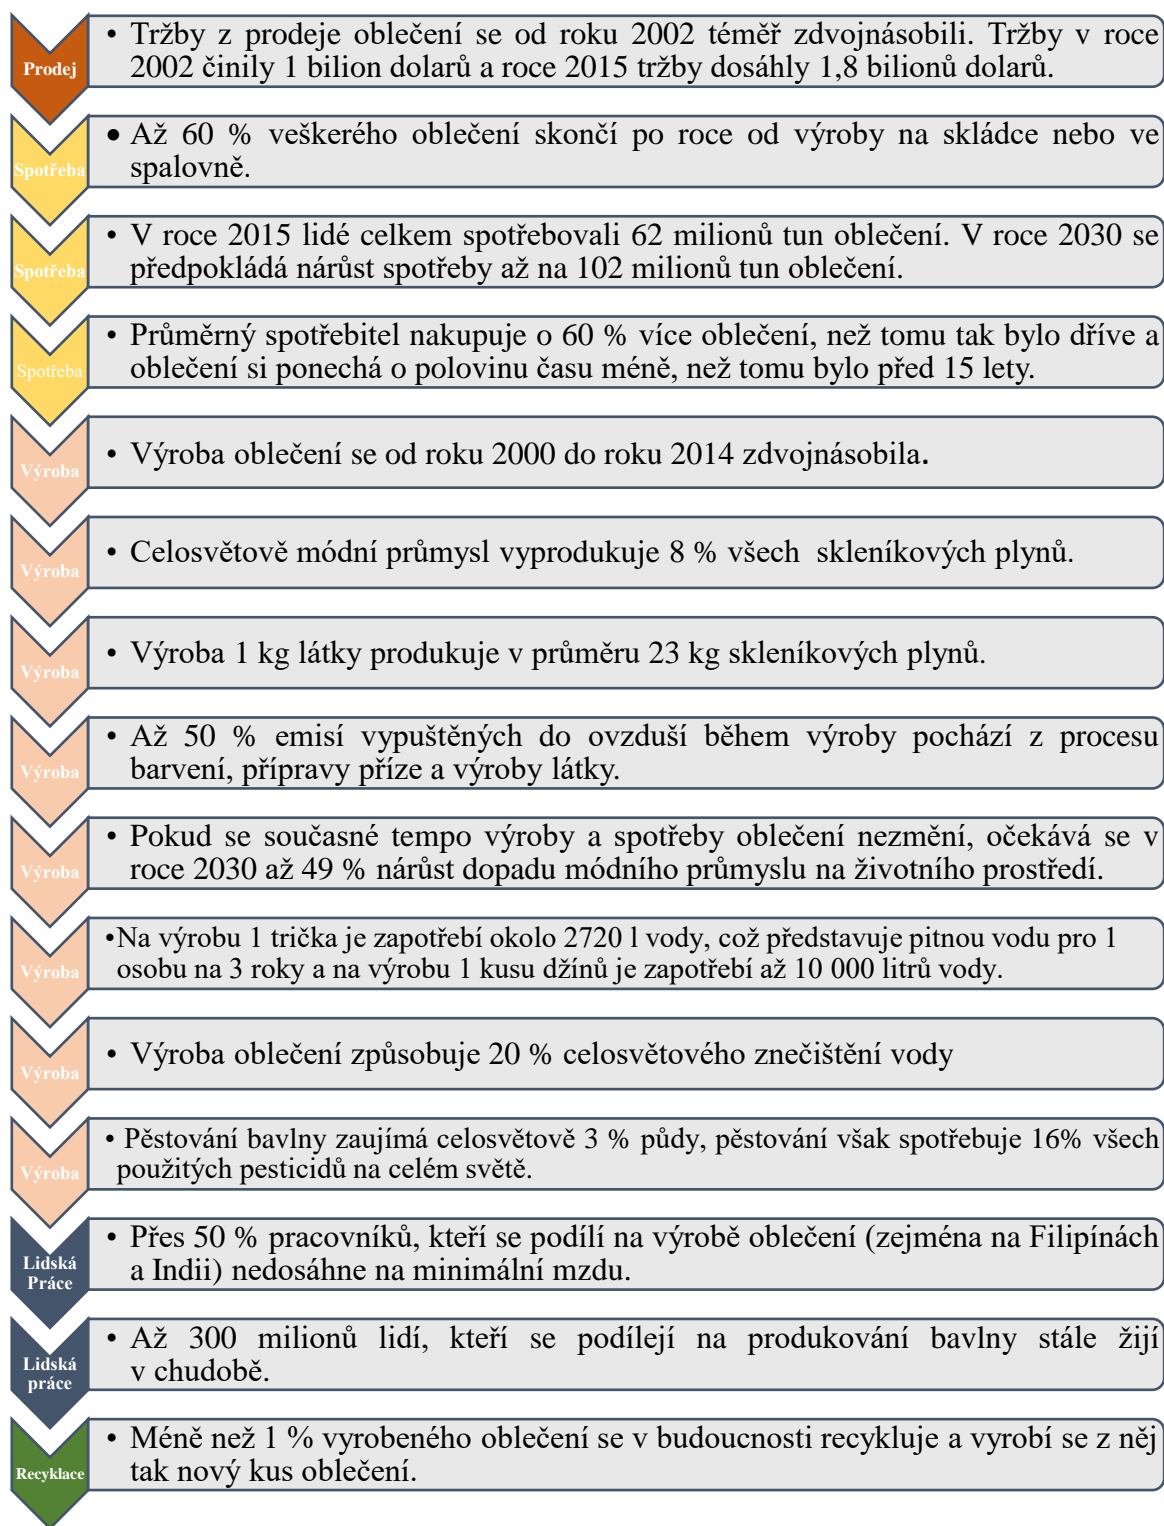 Prodej
• Tržby z prodeje oblečení se od roku 2002 téměř zdvojnásobili. Tržby v roce
2002 činily 1 bilion dolarů a roce 2015 tržby dosáhly 1,8 bilionů dolarů.
Spotřeba
• Až 60 % veškerého oblečení skončí po roce od výroby na skládce nebo ve
spalovně.
Spotřeba
• V roce 2015 lidé celkem spotřebovali 62 milionů tun oblečení. V roce 2030 se
předpokládá nárůst spotřeby až na 102 milionů tun oblečení.
Spotřeba
• Průměrný spotřebitel nakupuje o 60 % více oblečení, než tomu tak bylo dříve a
oblečení si ponechá o polovinu času méně, než tomu bylo před 15 lety.
Výroba
• Výroba oblečení se od roku 2000 do roku 2014 zdvojnásobila.
Výroba
• Celosvětově módní průmysl vyprodukuje 8 % všech skleníkových plynů.
Výroba
• Výroba 1 kg látky produkuje v průměru 23 kg skleníkových plynů.
Výroba
• Až 50 % emisí vypuštěných do ovzduší během výroby pochází z procesu
barvení, přípravy příze a výroby látky.
Výroba
• Pokud se současné tempo výroby a spotřeby oblečení nezmění, očekává se v
roce 2030 až 49 % nárůst dopadu módního průmyslu na životního prostředí.
Výroba
•Na výrobu 1 trička je zapotřebí okolo 2720 l vody, což představuje pitnou vodu pro 1
osobu na 3 roky a na výrobu 1 kusu džínů je zapotřebí až 10 000 litrů vody.
Výroba
• Výroba oblečení způsobuje 20 % celosvětového znečištění vody
Výroba
• Pěstování bavlny zaujímá celosvětově 3 % půdy, pěstování však spotřebuje 16% všech
použitých pesticidů na celém světě.
Lidská
Práce
• Přes 50 % pracovníků, kteří se podílí na výrobě oblečení (zejména na Filipínách
a Indii) nedosáhne na minimální mzdu.
Lidská
práce
• Až 300 milionů lidí, kteří se podílejí na produkování bavlny stále žijí
v chudobě.
Recyklace
• Méně než 1 % vyrobeného oblečení se v budoucnosti recykluje a vyrobí se z něj
tak nový kus oblečení.